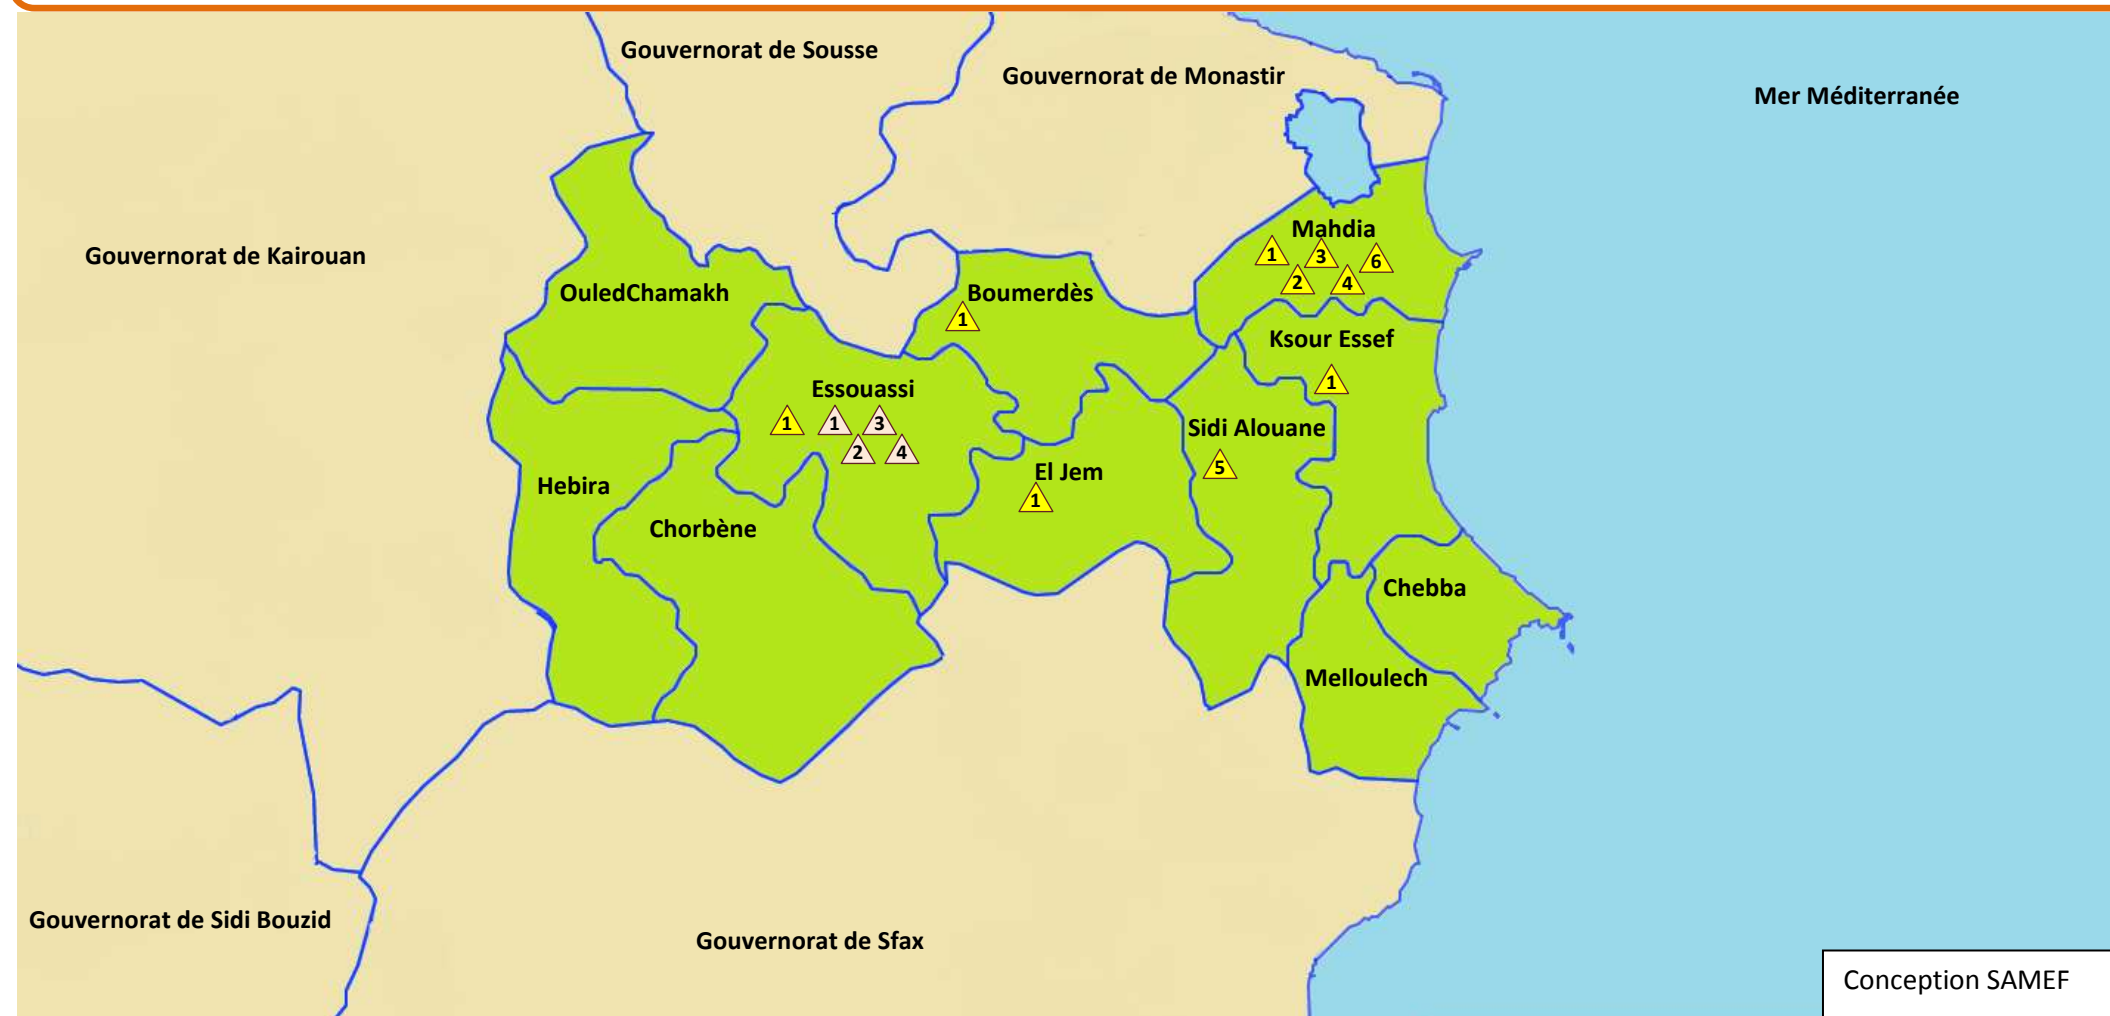 Gouvernorat de Sousse
Gouvernorat de Monastir
Mer Méditerranée
Gouvernorat de Kairouan
Mahdia
1 3 6
2 4
OuledChamakh
Boumerdès
1
Ksour Essef
1
Essouassi
1 1 3
2 4
Sidi Alouane
5
El Jem
1
Hebira
Chorbène
Chebba
Melloulech
Gouvernorat de Sidi Bouzid
Gouvernorat de Sfax
Conception SAMEF